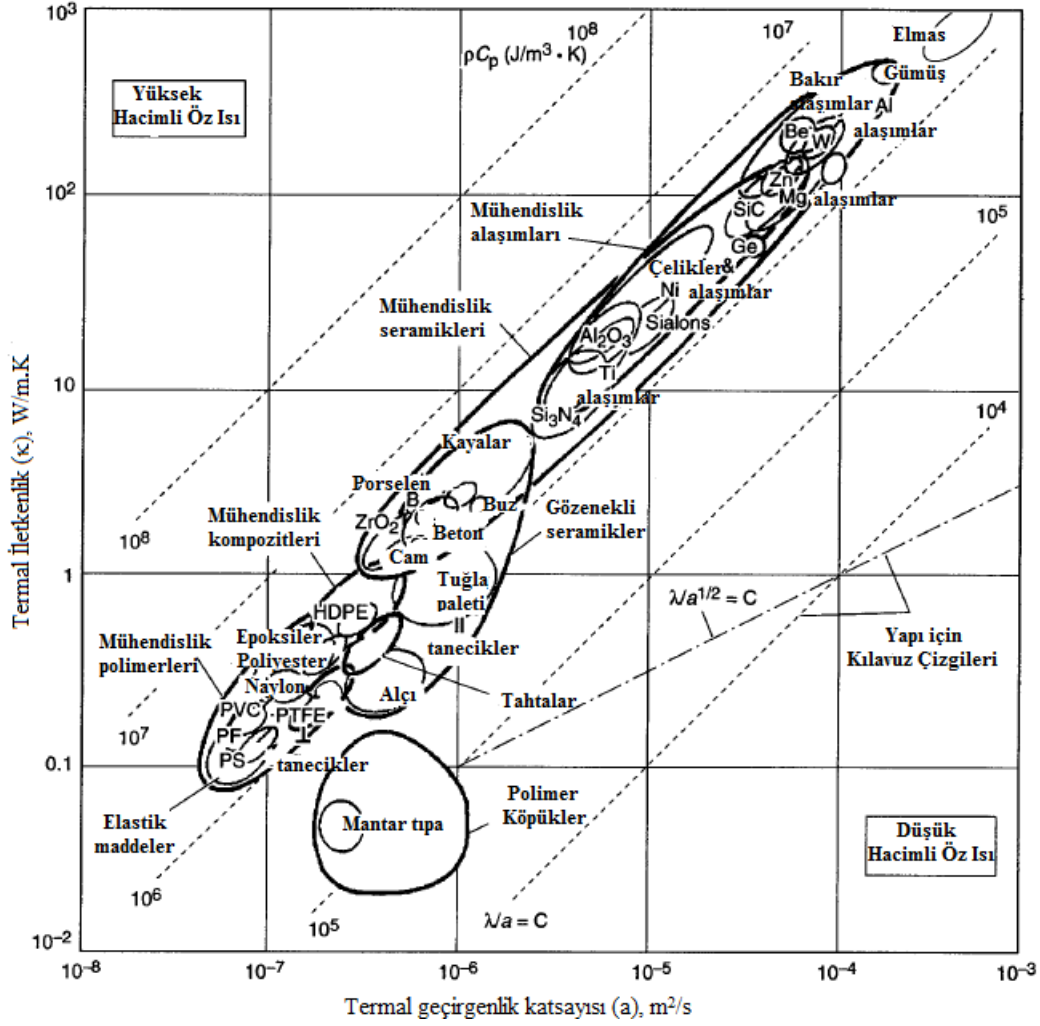 10³
10⁸
10⁷
Elmas
ρCₚ (J/m³ · K)
Gümüş
Yüksek
Hacimli Öz Isı
Bakır
alaşımlar
Al
alaşımlar
Be
W
10²
Zn
Mg alaşımlar
SiC
10⁵
Mühendislik
alaşımları
Ge
Çelikler &
Ni alaşımlar
Mühendislik
seramikleri
Al₂O₃
Sialons
Ti
alaşımlar
10
Si₃N₄
10⁴
Kayalar
Porselen
B
Buz
Gözenekli
seramikler
Mühendislik
kompozitleri
ZrO₂
Beton
10⁸
Cam
1
Tuğla
paleti
λ/a¹/² = C
HDPE
II
tanecikler
Mühendislik
polimerleri
Epoksiler
Polyester
Yapı için
Kılavuz Çizgileri
Naylon
Alçı
Tahtalar
PVC
PTFE
10⁷
PF
⊥
PS
tanecikler
0.1
Polimer
Köpükler
Elastik
maddeler
Mantar tıpa
Düşük
Hacimli Öz Isı
10⁶
10⁵
λ/a = C
10⁻²
10⁻⁸
10⁻⁷
10⁻⁶
10⁻⁵
10⁻⁴
10⁻³
Termal İletkenlik (κ), W/m.K
Termal geçirgenlik katsayısı (a), m²/s